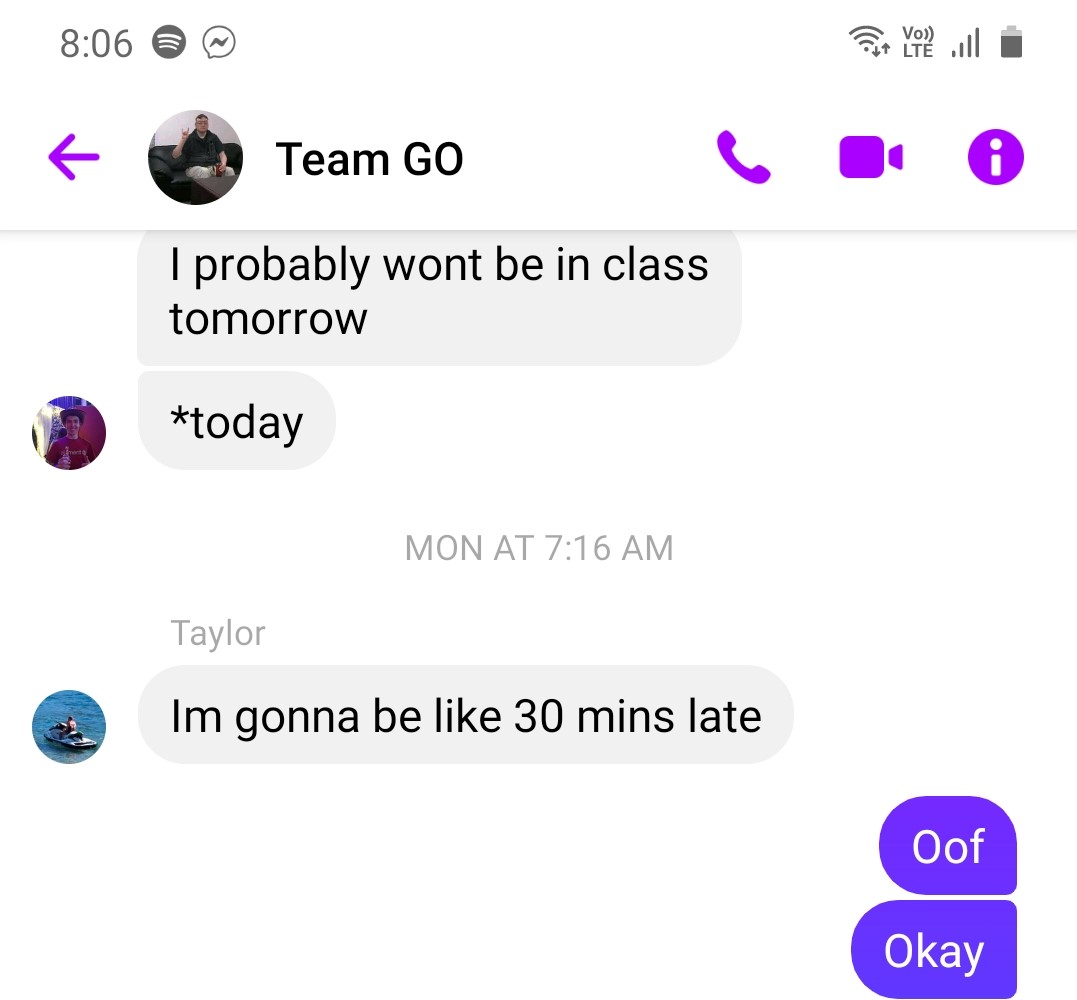 8:06
Vo))
LTE
Team GO
I probably wont be in class
tomorrow
*today
MON AT 7:16 AM
Taylor
Im gonna be like 30 mins late
Oof
Okay